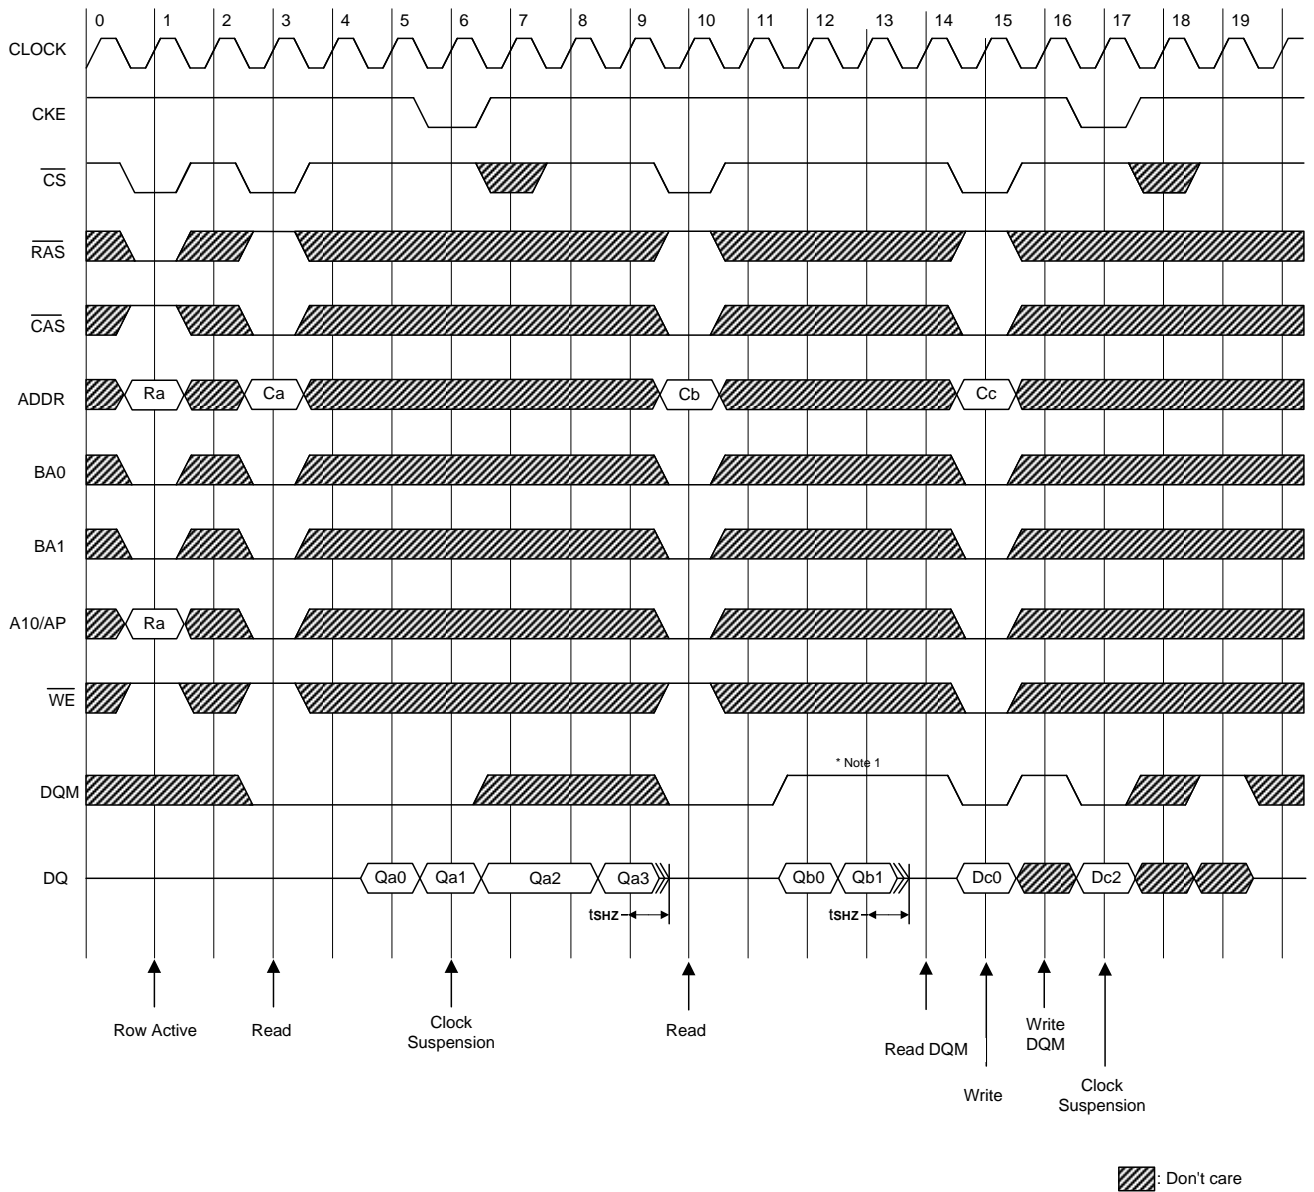 0 1 2 3 4 5 6 7 8 9 10 11 12 13 14 15 16 17 18 19
CLOCK
CKE
CS
RAS
CAS
ADDR Ra Ca Cb Cc
BA0
BA1
A10/AP Ra
WE
* Note 1
DQM
DQ Qa0 Qa1 Qa2 Qa3 Qb0 Qb1 Dc0 Dc2
tSHZ tSHZ
Row Active Read Clock Suspension Read Read DQM Write Write DQM Clock Suspension
: Don't care